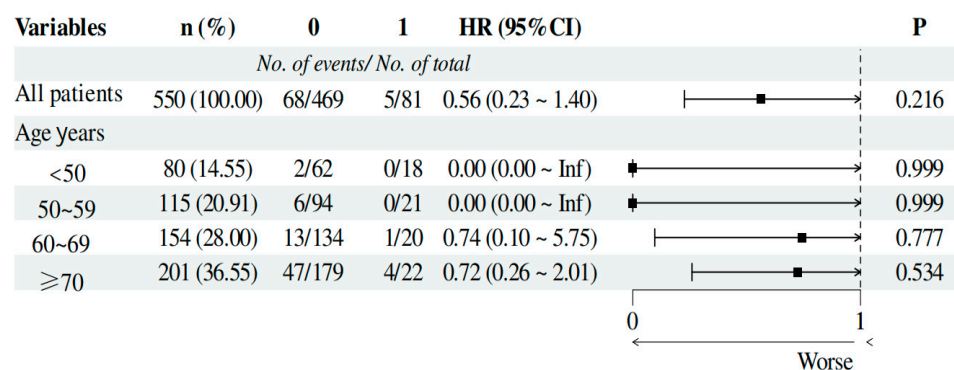 Variables n (%) 0 1 HR (95%CI) P
No. of events/ No. of total
All patients 550 (100.00) 68/469 5/81 0.56 (0.23 ~ 1.40) 0.216
Age years
<50 80 (14.55) 2/62 0/18 0.00 (0.00 ~ Inf) 0.999
50~59 115 (20.91) 6/94 0/21 0.00 (0.00 ~ Inf) 0.999
60~69 154 (28.00) 13/134 1/20 0.74 (0.10 ~ 5.75) 0.777
⩾70 201 (36.55) 47/179 4/22 0.72 (0.26 ~ 2.01) 0.534
0 1
Worse